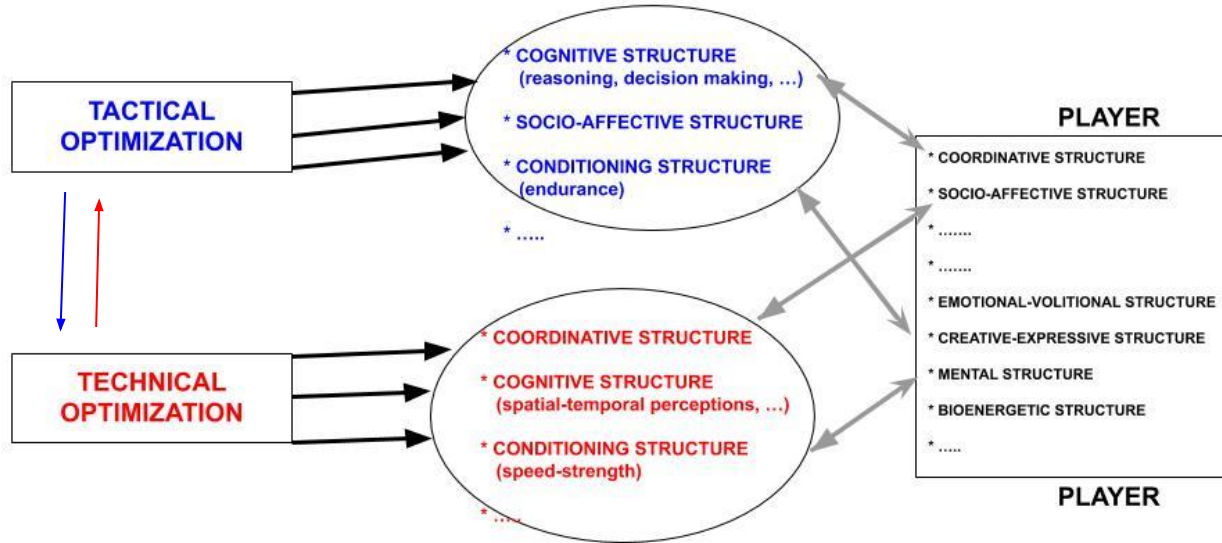 TACTICAL
OPTIMIZATION
* COGNITIVE STRUCTURE
(reasoning, decision making, …)
* SOCIO-AFFECTIVE STRUCTURE
* CONDITIONING STRUCTURE
(endurance)
* …..
TECHNICAL
OPTIMIZATION
* COORDINATIVE STRUCTURE
* COGNITIVE STRUCTURE
(spatial-temporal perceptions, …)
* CONDITIONING STRUCTURE
(speed-strength)
* …..
PLAYER
* COORDINATIVE STRUCTURE
* SOCIO-AFFECTIVE STRUCTURE
* …….
* …….
* EMOTIONAL-VOLITIONAL STRUCTURE
* CREATIVE-EXPRESSIVE STRUCTURE
* MENTAL STRUCTURE
* BIOENERGETIC STRUCTURE
* …..
PLAYER